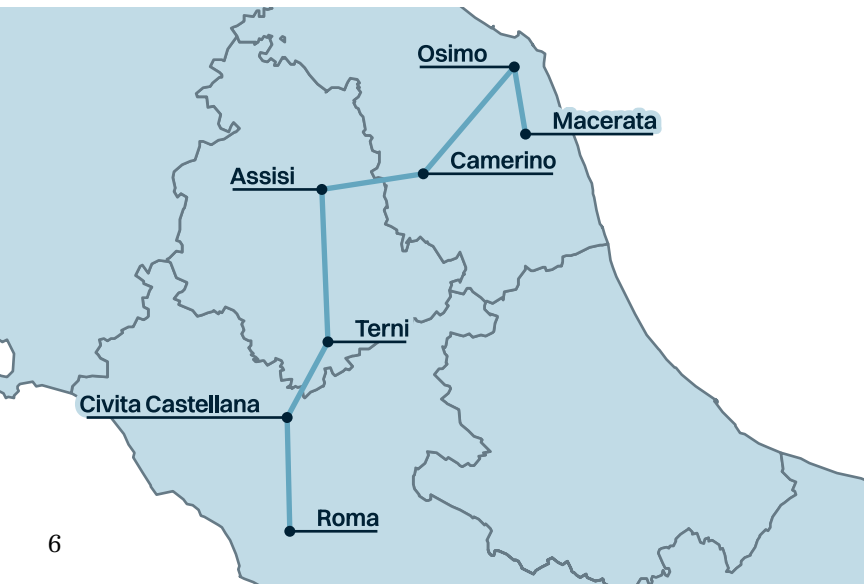 Osimo
Macerata
Camerino
Assisi
Terni
Civita Castellana
Roma
6